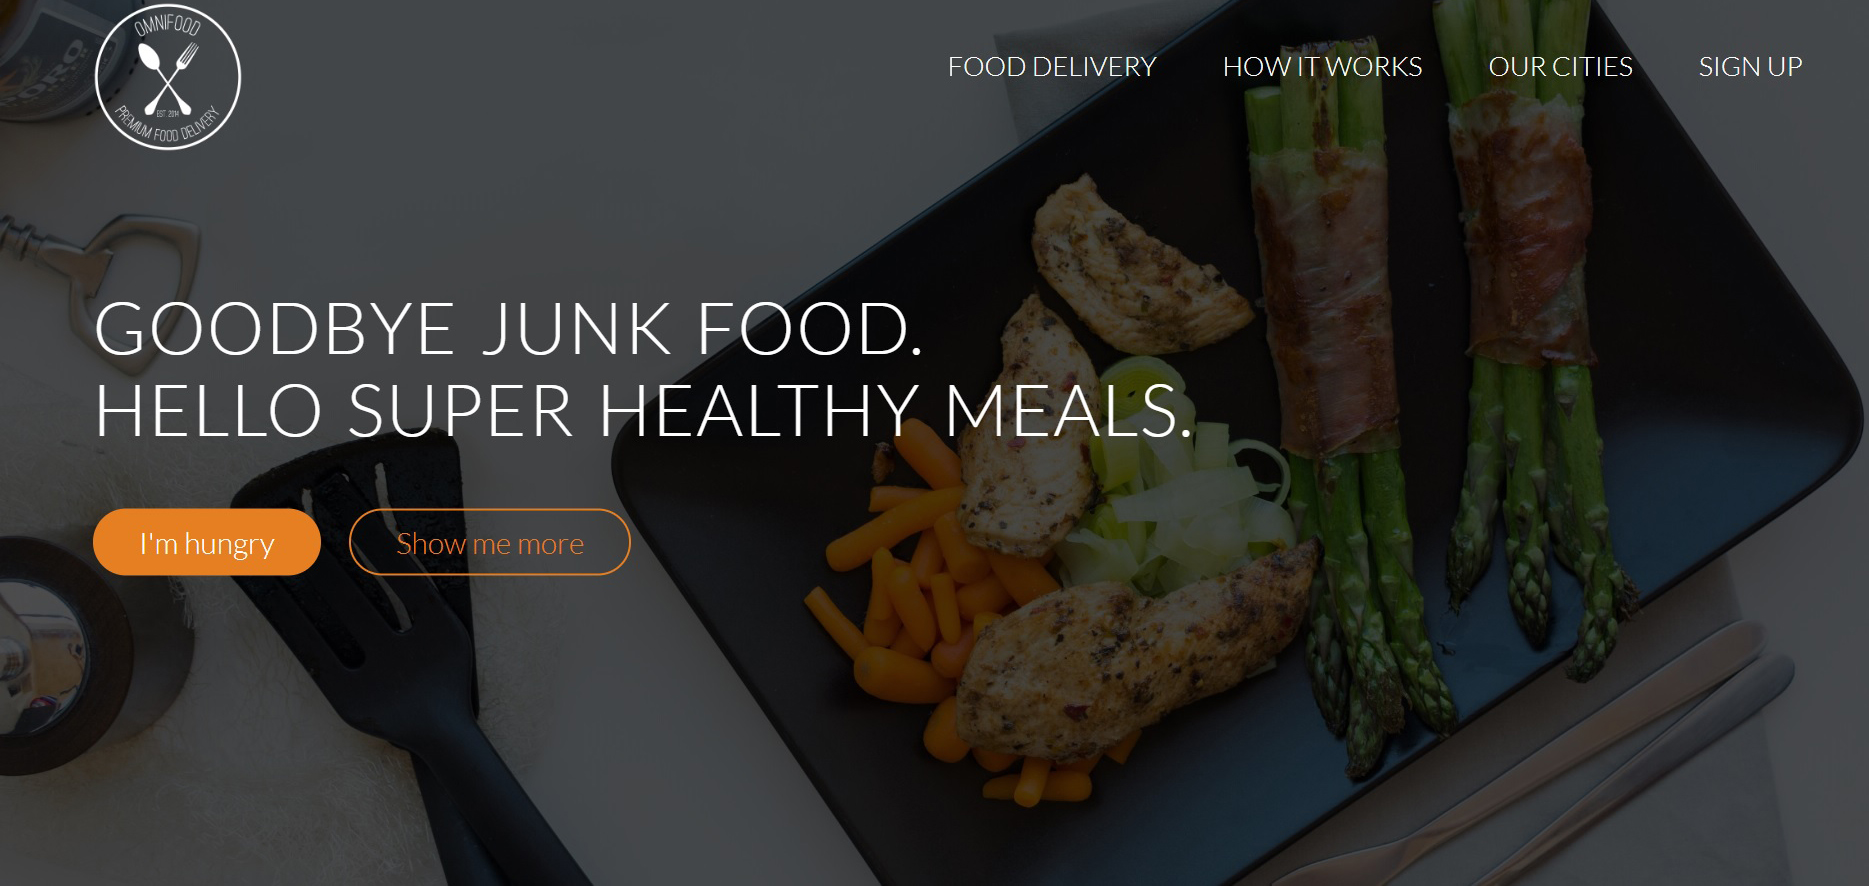 OMNIFOOD
EST. 2014
PREMIUM FOOD DELIVERY
FOOD DELIVERY
HOW IT WORKS
OUR CITIES
SIGN UP
GOODBYE JUNK FOOD.
HELLO SUPER HEALTHY MEALS.
I'm hungry
Show me more